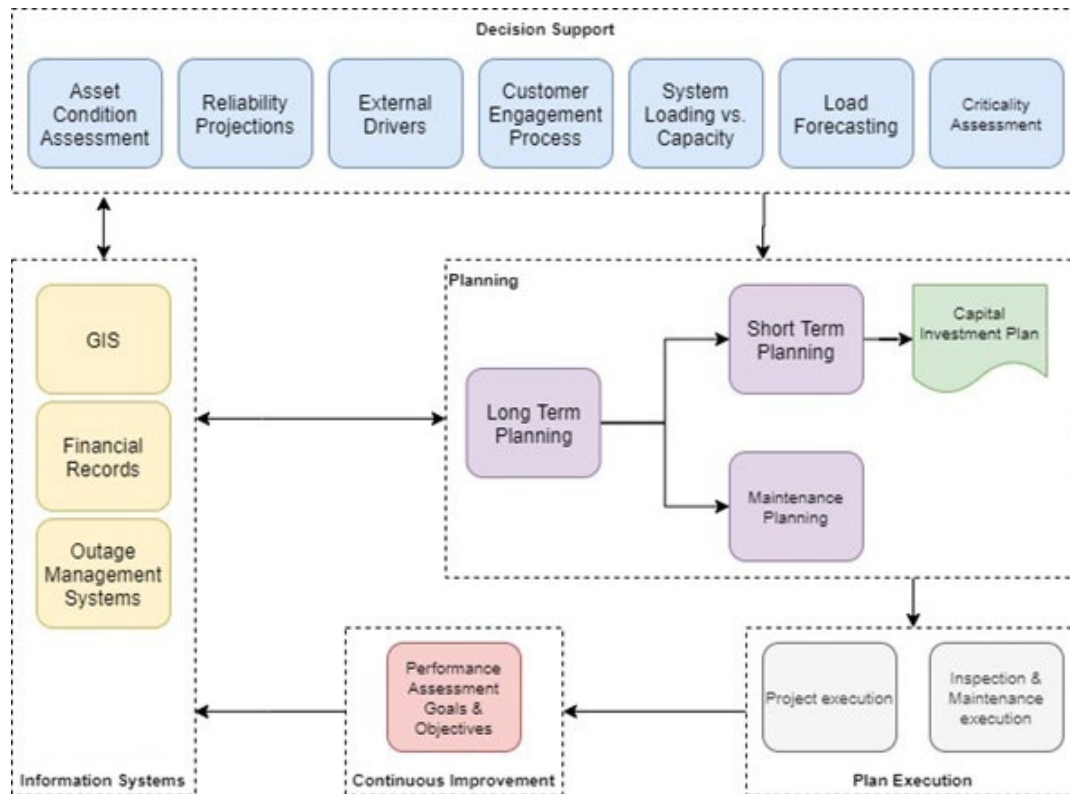 Decision Support
Asset
Condition
Assessment
Reliability
Projections
External
Drivers
Customer
Engagement
Process
System
Loading vs.
Capacity
Load
Forecasting
Criticality
Assessment
Planning
GIS
Financial
Records
Outage
Management
Systems
Information Systems
Long Term
Planning
Short Term
Planning
Capital
Investment Plan
Maintenance
Planning
Performance
Assessment
Goals &
Objectives
Continuous Improvement
Project execution
Inspection &
Maintenance
execution
Plan Execution